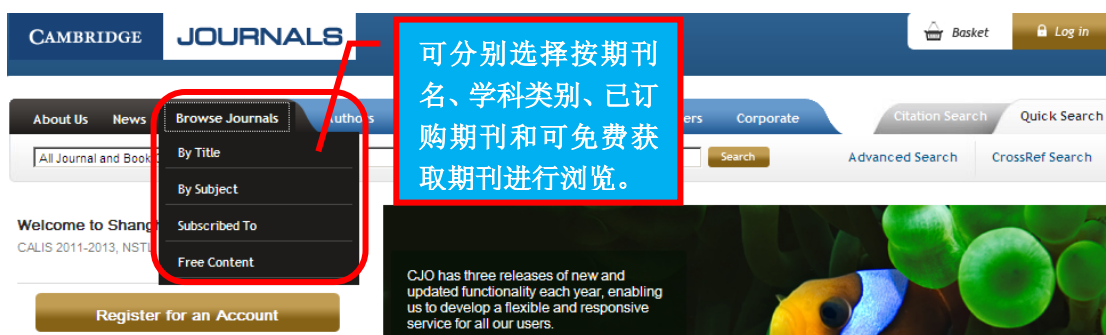 CAMBRIDGE JOURNALS
Basket
Log in
可分别选择按期刊
名、学科类别、已订
购期刊和可免费获
取期刊进行浏览。
About Us News Browse Journals Authors Corporate
Citation Search Quick Search
All Journal and Book
Search
Advanced Search CrossRef Search
By Title
By Subject
Subscribed To
Free Content
Welcome to
CALIS 2011-2013,
CJO has three releases of new and
updated functionality each year, enabling
us to develop a flexible and responsive
service for all our users.
Register for an Account